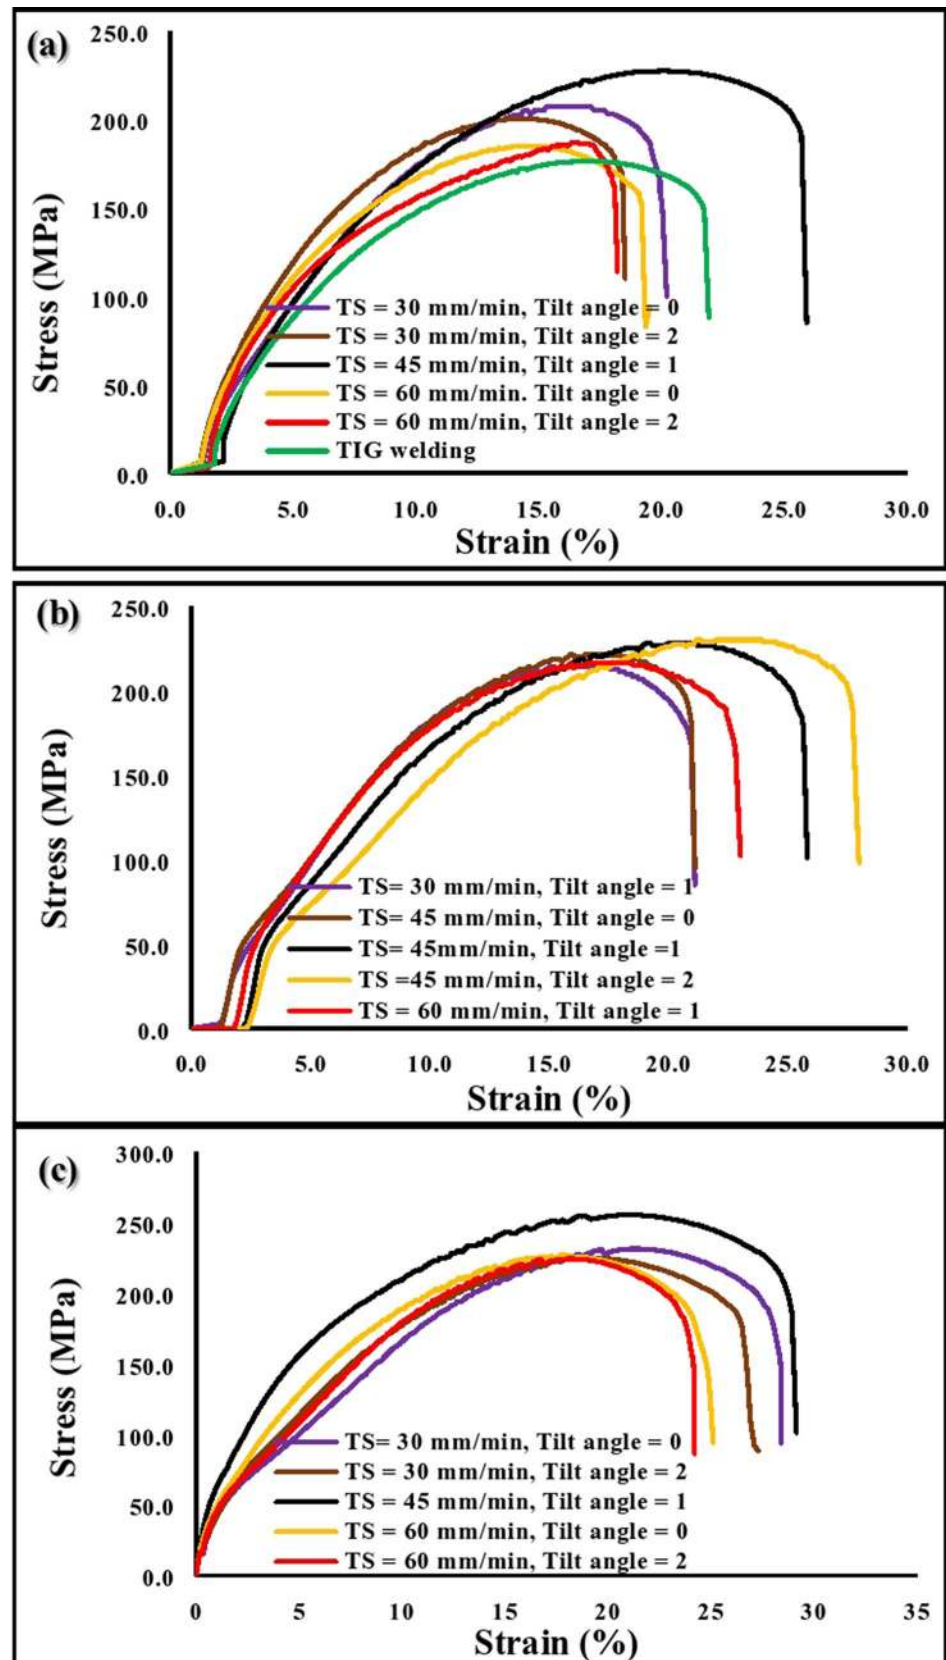 (a)
250.0
200.0
150.0
100.0
50.0
0.0
Stress (MPa)
TS = 30 mm/min, Tilt angle = 0
TS = 30 mm/min, Tilt angle = 2
TS = 45 mm/min, Tilt angle = 1
TS = 60 mm/min. Tilt angle = 0
TS = 60 mm/min, Tilt angle = 2
TIG welding
0.0 5.0 10.0 15.0 20.0 25.0 30.0
Strain (%)
(b)
250.0
200.0
150.0
100.0
50.0
0.0
Stress (MPa)
TS= 30 mm/min, Tilt angle = 1
TS= 45 mm/min, Tilt angle = 0
TS= 45mm/min, Tilt angle =1
TS =45 mm/min, Tilt angle = 2
TS = 60 mm/min, Tilt angle = 1
0.0 5.0 10.0 15.0 20.0 25.0 30.0
Strain (%)
(c)
300.0
250.0
200.0
150.0
100.0
50.0
0.0
Stress (MPa)
TS= 30 mm/min, Tilt angle = 0
TS = 30 mm/min, Tilt angle = 2
TS = 45 mm/min, Tilt angle = 1
TS = 60 mm/min, Tilt angle = 0
TS = 60 mm/min, Tilt angle = 2
0 5 10 15 20 25 30 35
Strain (%)